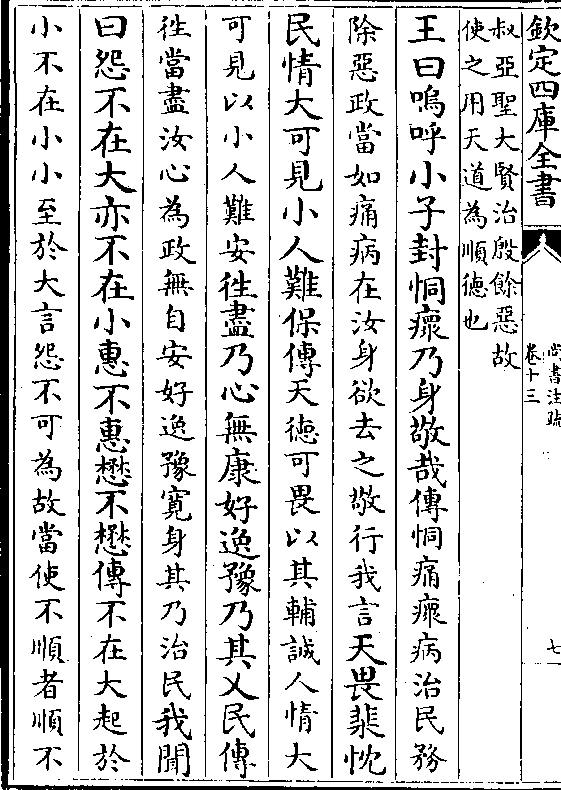 欽定四庫全書
尚書注疏
卷十三
七
叔亞聖大賢治殷餘惡故
使之用天道為順德也
王曰嗚呼小子封恫瘝乃身敬哉傳恫痛瘝病治民務
除惡政當如痛病在汝身欲去之敬行我言天畏棐忱
民情大可見小人難保傳天德可畏以其輔誠人情大
可見以小人難安徃盡乃心無康好逸豫乃其乂民傳
徃當盡汝心為政無自安好逸豫寛身其乃治民我聞
曰怨不在大亦不在小惠不惠懋不懋傳不在大起於
小不在小小至於大言怨不可為故當使不順者順不